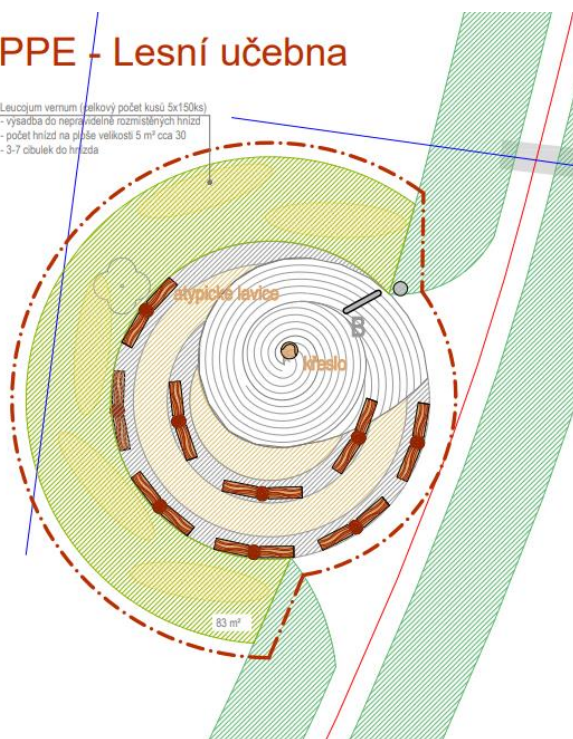 PPE - Lesní učebna
Leucojum vernum (celkový počet kusů 5x150ks)
- výsadba do nepravidelně rozmístěných hnízd
- počet hnízd na ploše velikosti 5 m² cca 30
- 3-7 cibulek do hnízda
atypické lavice
B
křeslo
83 m²